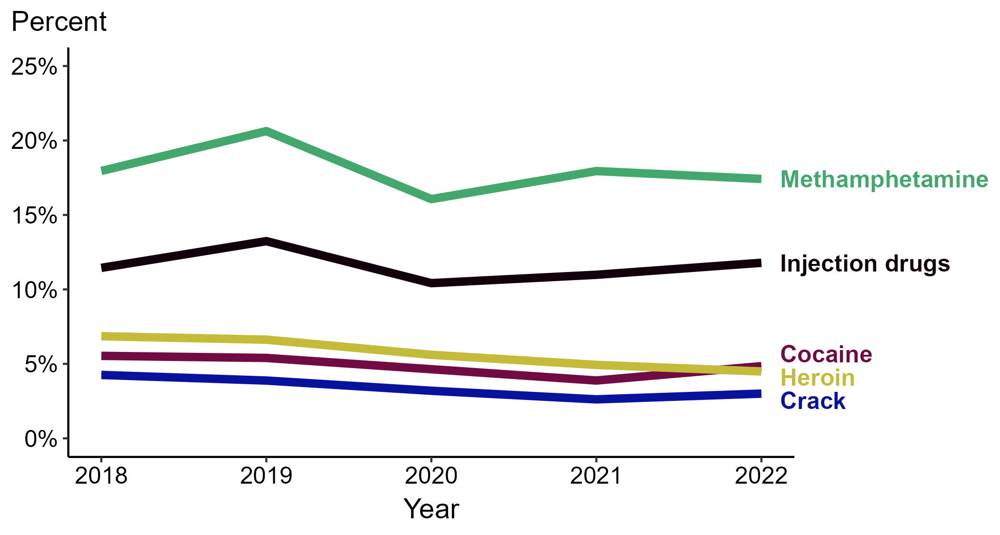 Percent
25%
20%
15%
10%
5%
0%
Methamphetamine
Injection drugs
Cocaine
Heroin
Crack
2018 2019 2020 2021 2022
Year